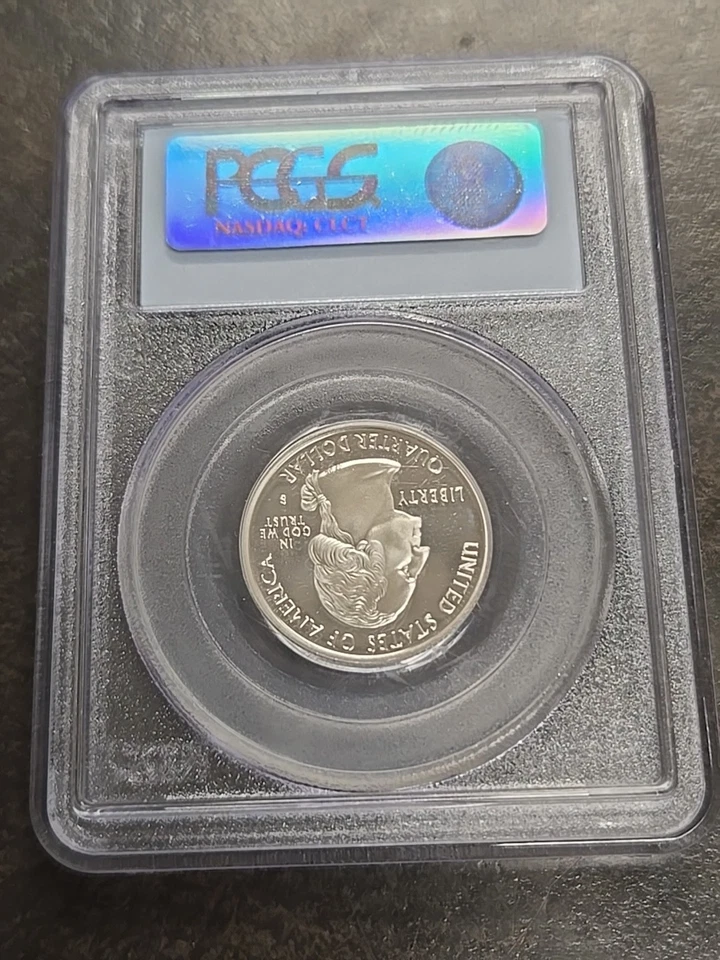 PCGS
NASDAQ: CLCT
UNITED STATES OF AMERICA
LIBERTY
IN
GOD WE
TRUST
S
QUARTER DOLLAR